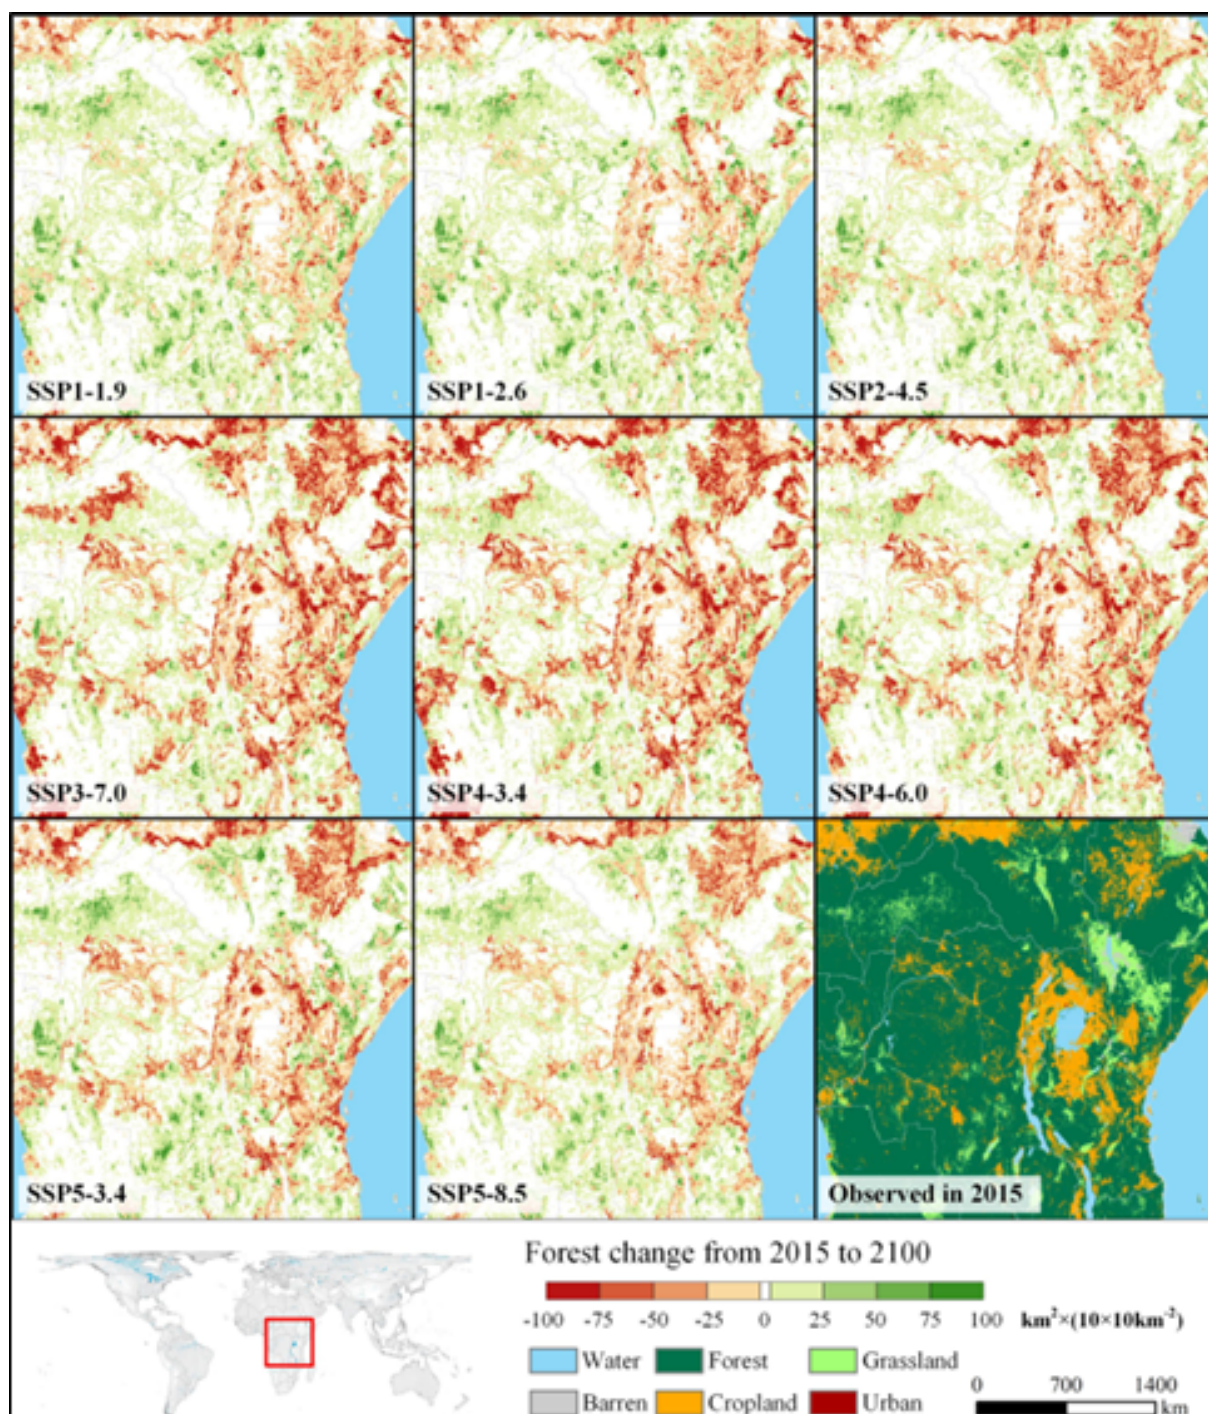 SSP1-1.9
SSP1-2.6
SSP2-4.5
SSP3-7.0
SSP4-3.4
SSP4-6.0
SSP5-3.4
SSP5-8.5
Observed in 2015
Forest change from 2015 to 2100
-100 -75 -50 -25 0 25 50 75 100 km²×(10×10km⁻²)
Water Forest Grassland
Barren Cropland Urban
0 700 1400
km